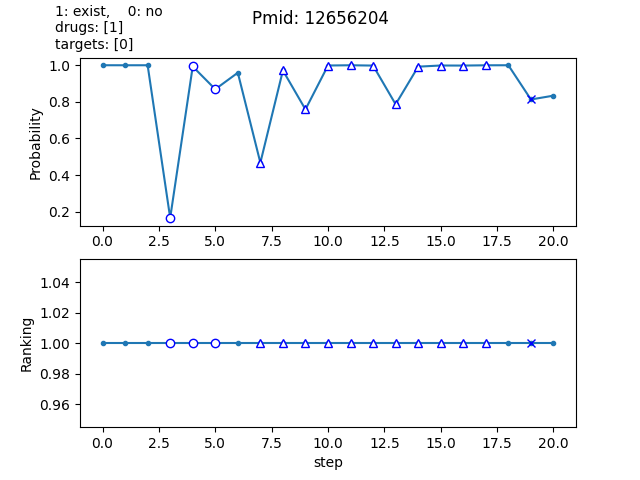 1: exist,    0: no
drugs: [1]
targets: [0]
Pmid: 12656204
Probability
1.0
0.8
0.6
0.4
0.2
0.0 2.5 5.0 7.5 10.0 12.5 15.0 17.5 20.0
Ranking
1.04
1.02
1.00
0.98
0.96
0.0 2.5 5.0 7.5 10.0 12.5 15.0 17.5 20.0
step